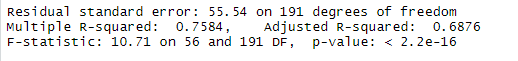 Residual standard error: 55.54 on 191 degrees of freedom
Multiple R-squared:  0.7584,    Adjusted R-squared:  0.6876
F-statistic: 10.71 on 56 and 191 DF,  p-value: < 2.2e-16